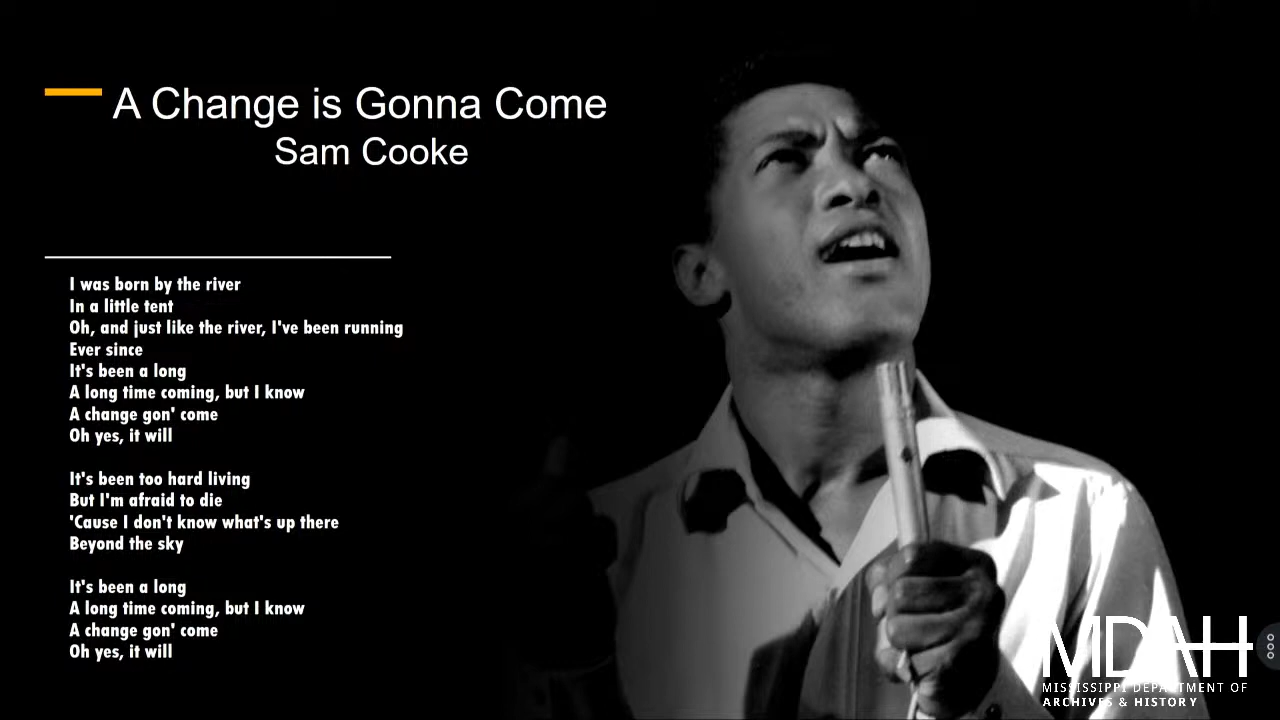 A Change is Gonna Come
Sam Cooke
I was born by the river
In a little tent
Oh, and just like the river, I've been running
Ever since
It's been a long
A long time coming, but I know
A change gon' come
Oh yes, it will
It's been too hard living
But I'm afraid to die
'Cause I don't know what's up there
Beyond the sky
It's been a long
A long time coming, but I know
A change gon' come
Oh yes, it will
MDAH
MISSISSIPPI DEPARTMENT OF
ARCHIVES & HISTORY